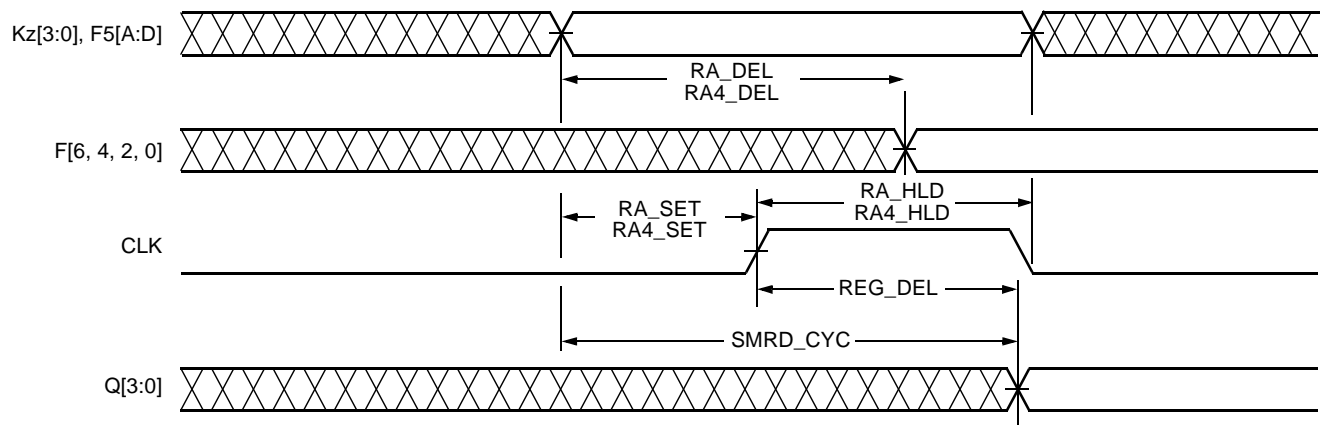 Kz[3:0], F5[A:D]
RA_DEL
RA4_DEL
F[6, 4, 2, 0]
RA_SET
RA4_SET
RA_HLD
RA4_HLD
CLK
REG_DEL
SMRD_CYC
Q[3:0]